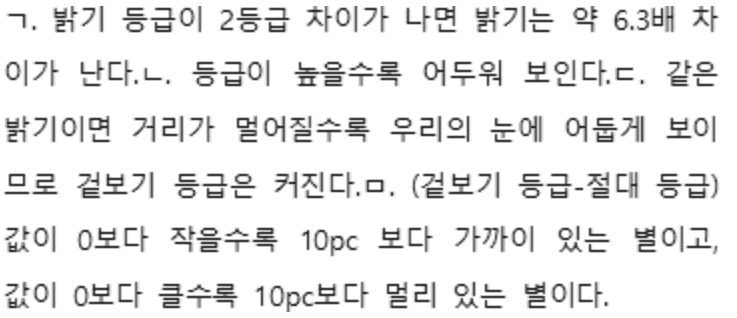 ㄱ. 밝기 등급이 2등급 차이가 나면 밝기는 약 6.3배 차
이가 난다.ㄴ. 등급이 높을수록 어두워 보인다.ㄷ. 같은
밝기이면 거리가 멀어질수록 우리의 눈에 어둡게 보이
므로 겉보기 등급은 커진다.ㅁ. (겉보기 등급-절대 등급)
값이 0보다 작을수록 10pc 보다 가까이 있는 별이고,
값이 0보다 클수록 10pc보다 멀리 있는 별이다.